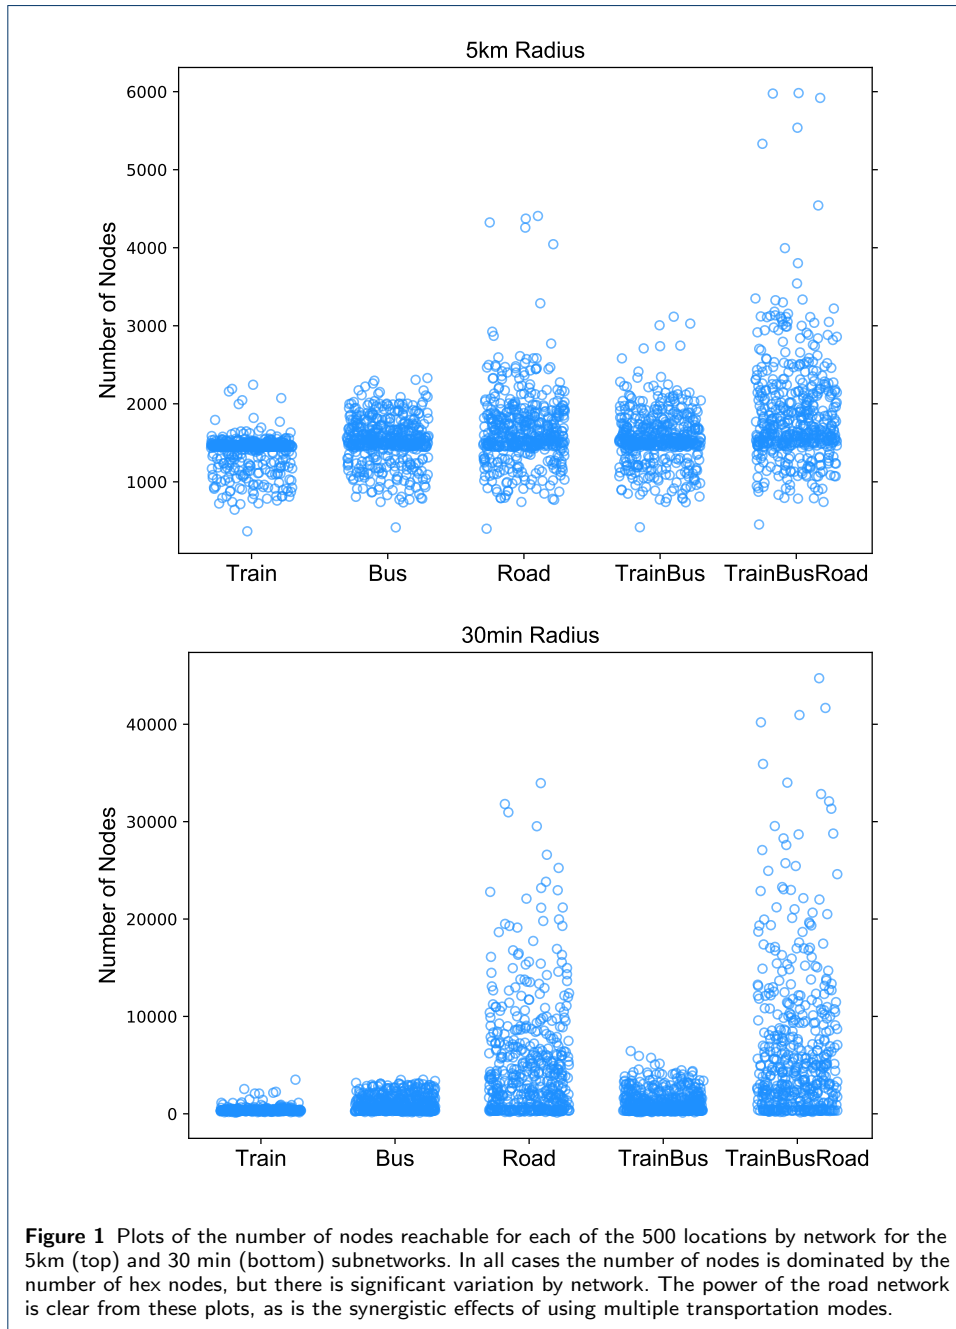 5km Radius
6000
5000
4000
3000
2000
1000
Number of Nodes
Train Bus Road TrainBus TrainBusRoad
30min Radius
40000
30000
20000
10000
0
Number of Nodes
Train Bus Road TrainBus TrainBusRoad
Figure 1 Plots of the number of nodes reachable for each of the 500 locations by network for the
5km (top) and 30 min (bottom) subnetworks. In all cases the number of nodes is dominated by the
number of hex nodes, but there is significant variation by network. The power of the road network
is clear from these plots, as is the synergistic effects of using multiple transportation modes.